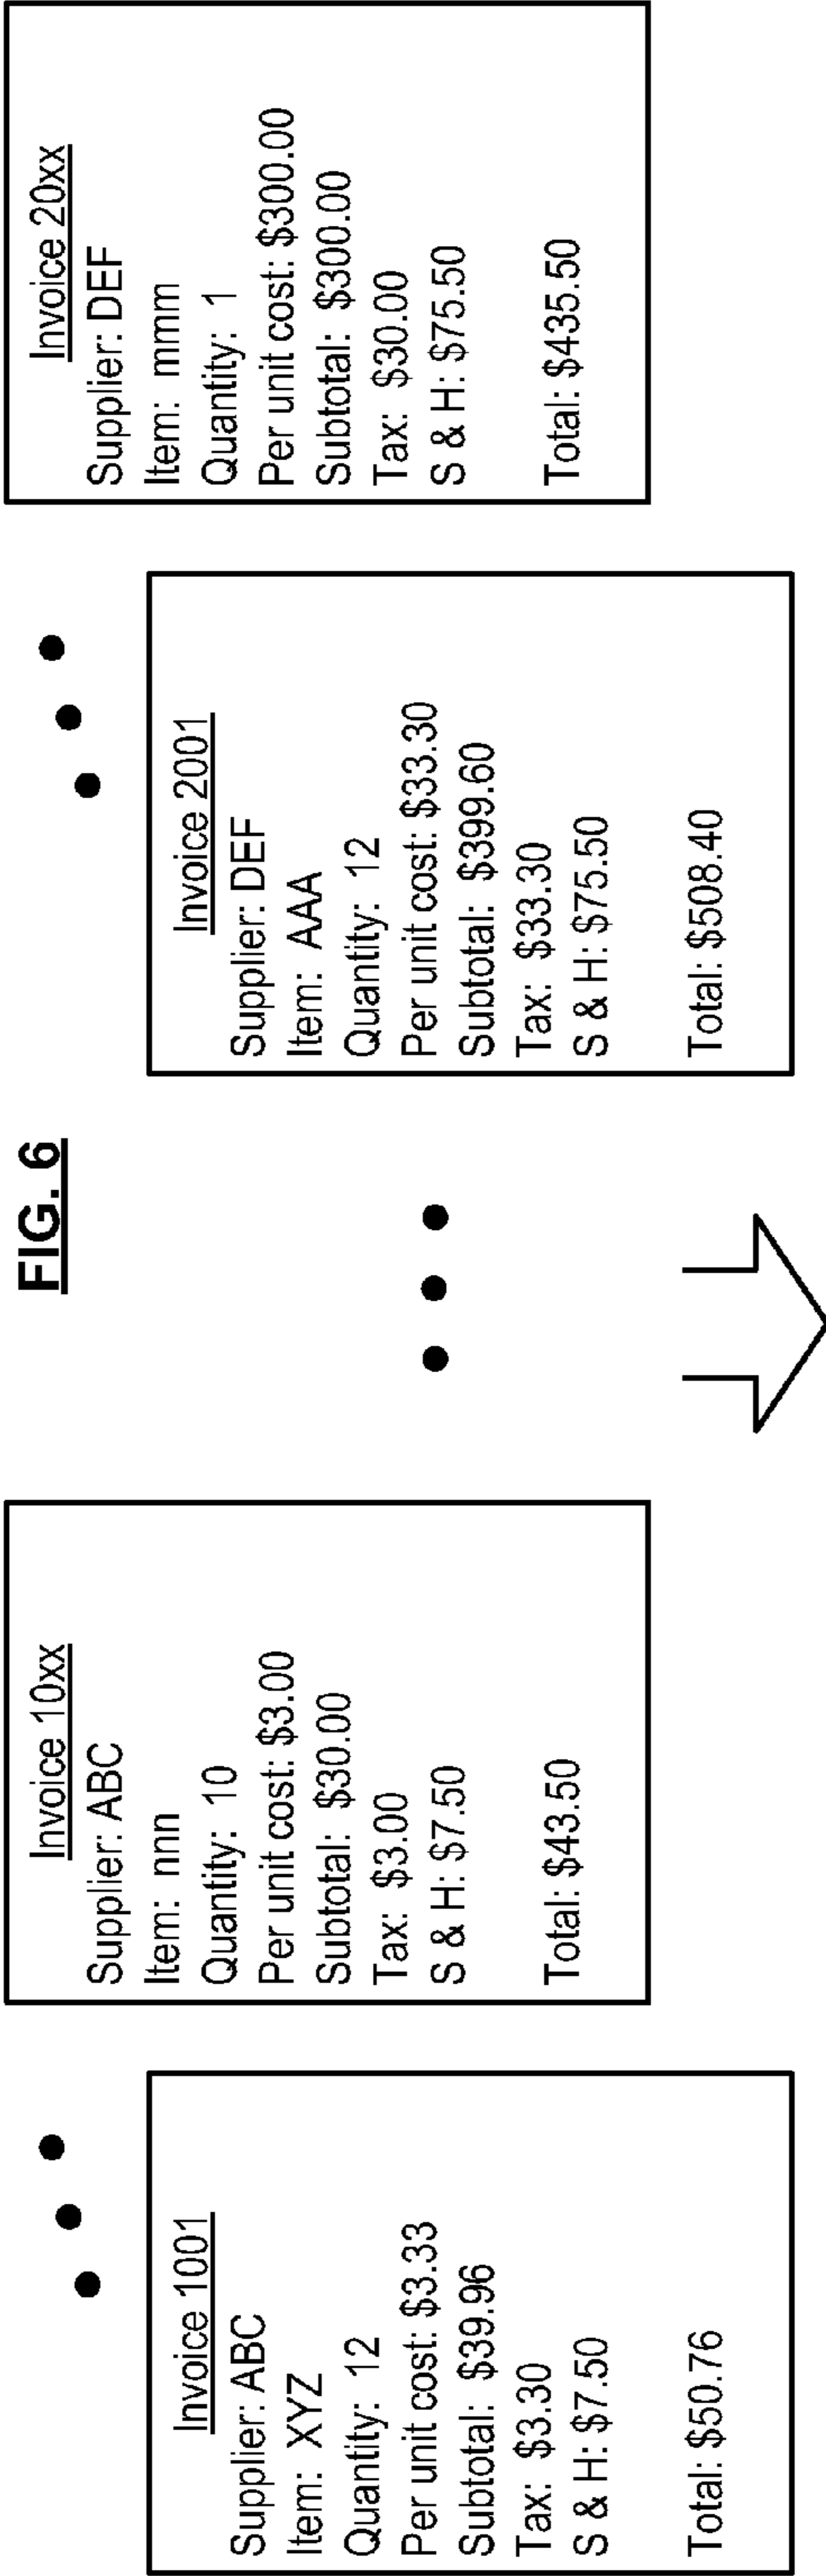 FIG. 6
Invoice 1001
Supplier: ABC
Item: XYZ
Quantity: 12
Per unit cost: $3.33
Subtotal: $39.96
Tax: $3.30
S & H: $7.50
Total: $50.76
Invoice 10xx
Supplier: ABC
Item: nnn
Quantity: 10
Per unit cost: $3.00
Subtotal: $30.00
Tax: $3.00
S & H: $7.50
Total: $43.50
Invoice 2001
Supplier: DEF
Item: AAA
Quantity: 12
Per unit cost: $33.30
Subtotal: $399.60
Tax: $33.30
S & H: $75.50
Total: $508.40
Invoice 20xx
Supplier: DEF
Item: mmm
Quantity: 1
Per unit cost: $300.00
Subtotal: $300.00
Tax: $30.00
S & H: $75.50
Total: $435.50